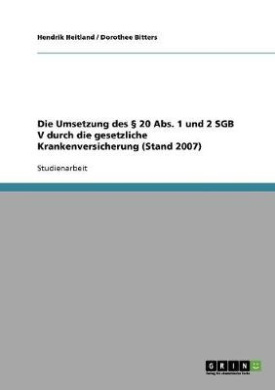 Hendrik Heitland / Dorothee Bitters
Die Umsetzung des § 20 Abs. 1 und 2 SGB
V durch die gesetzliche
Krankenversicherung (Stand 2007)
Studienarbeit
GRIN